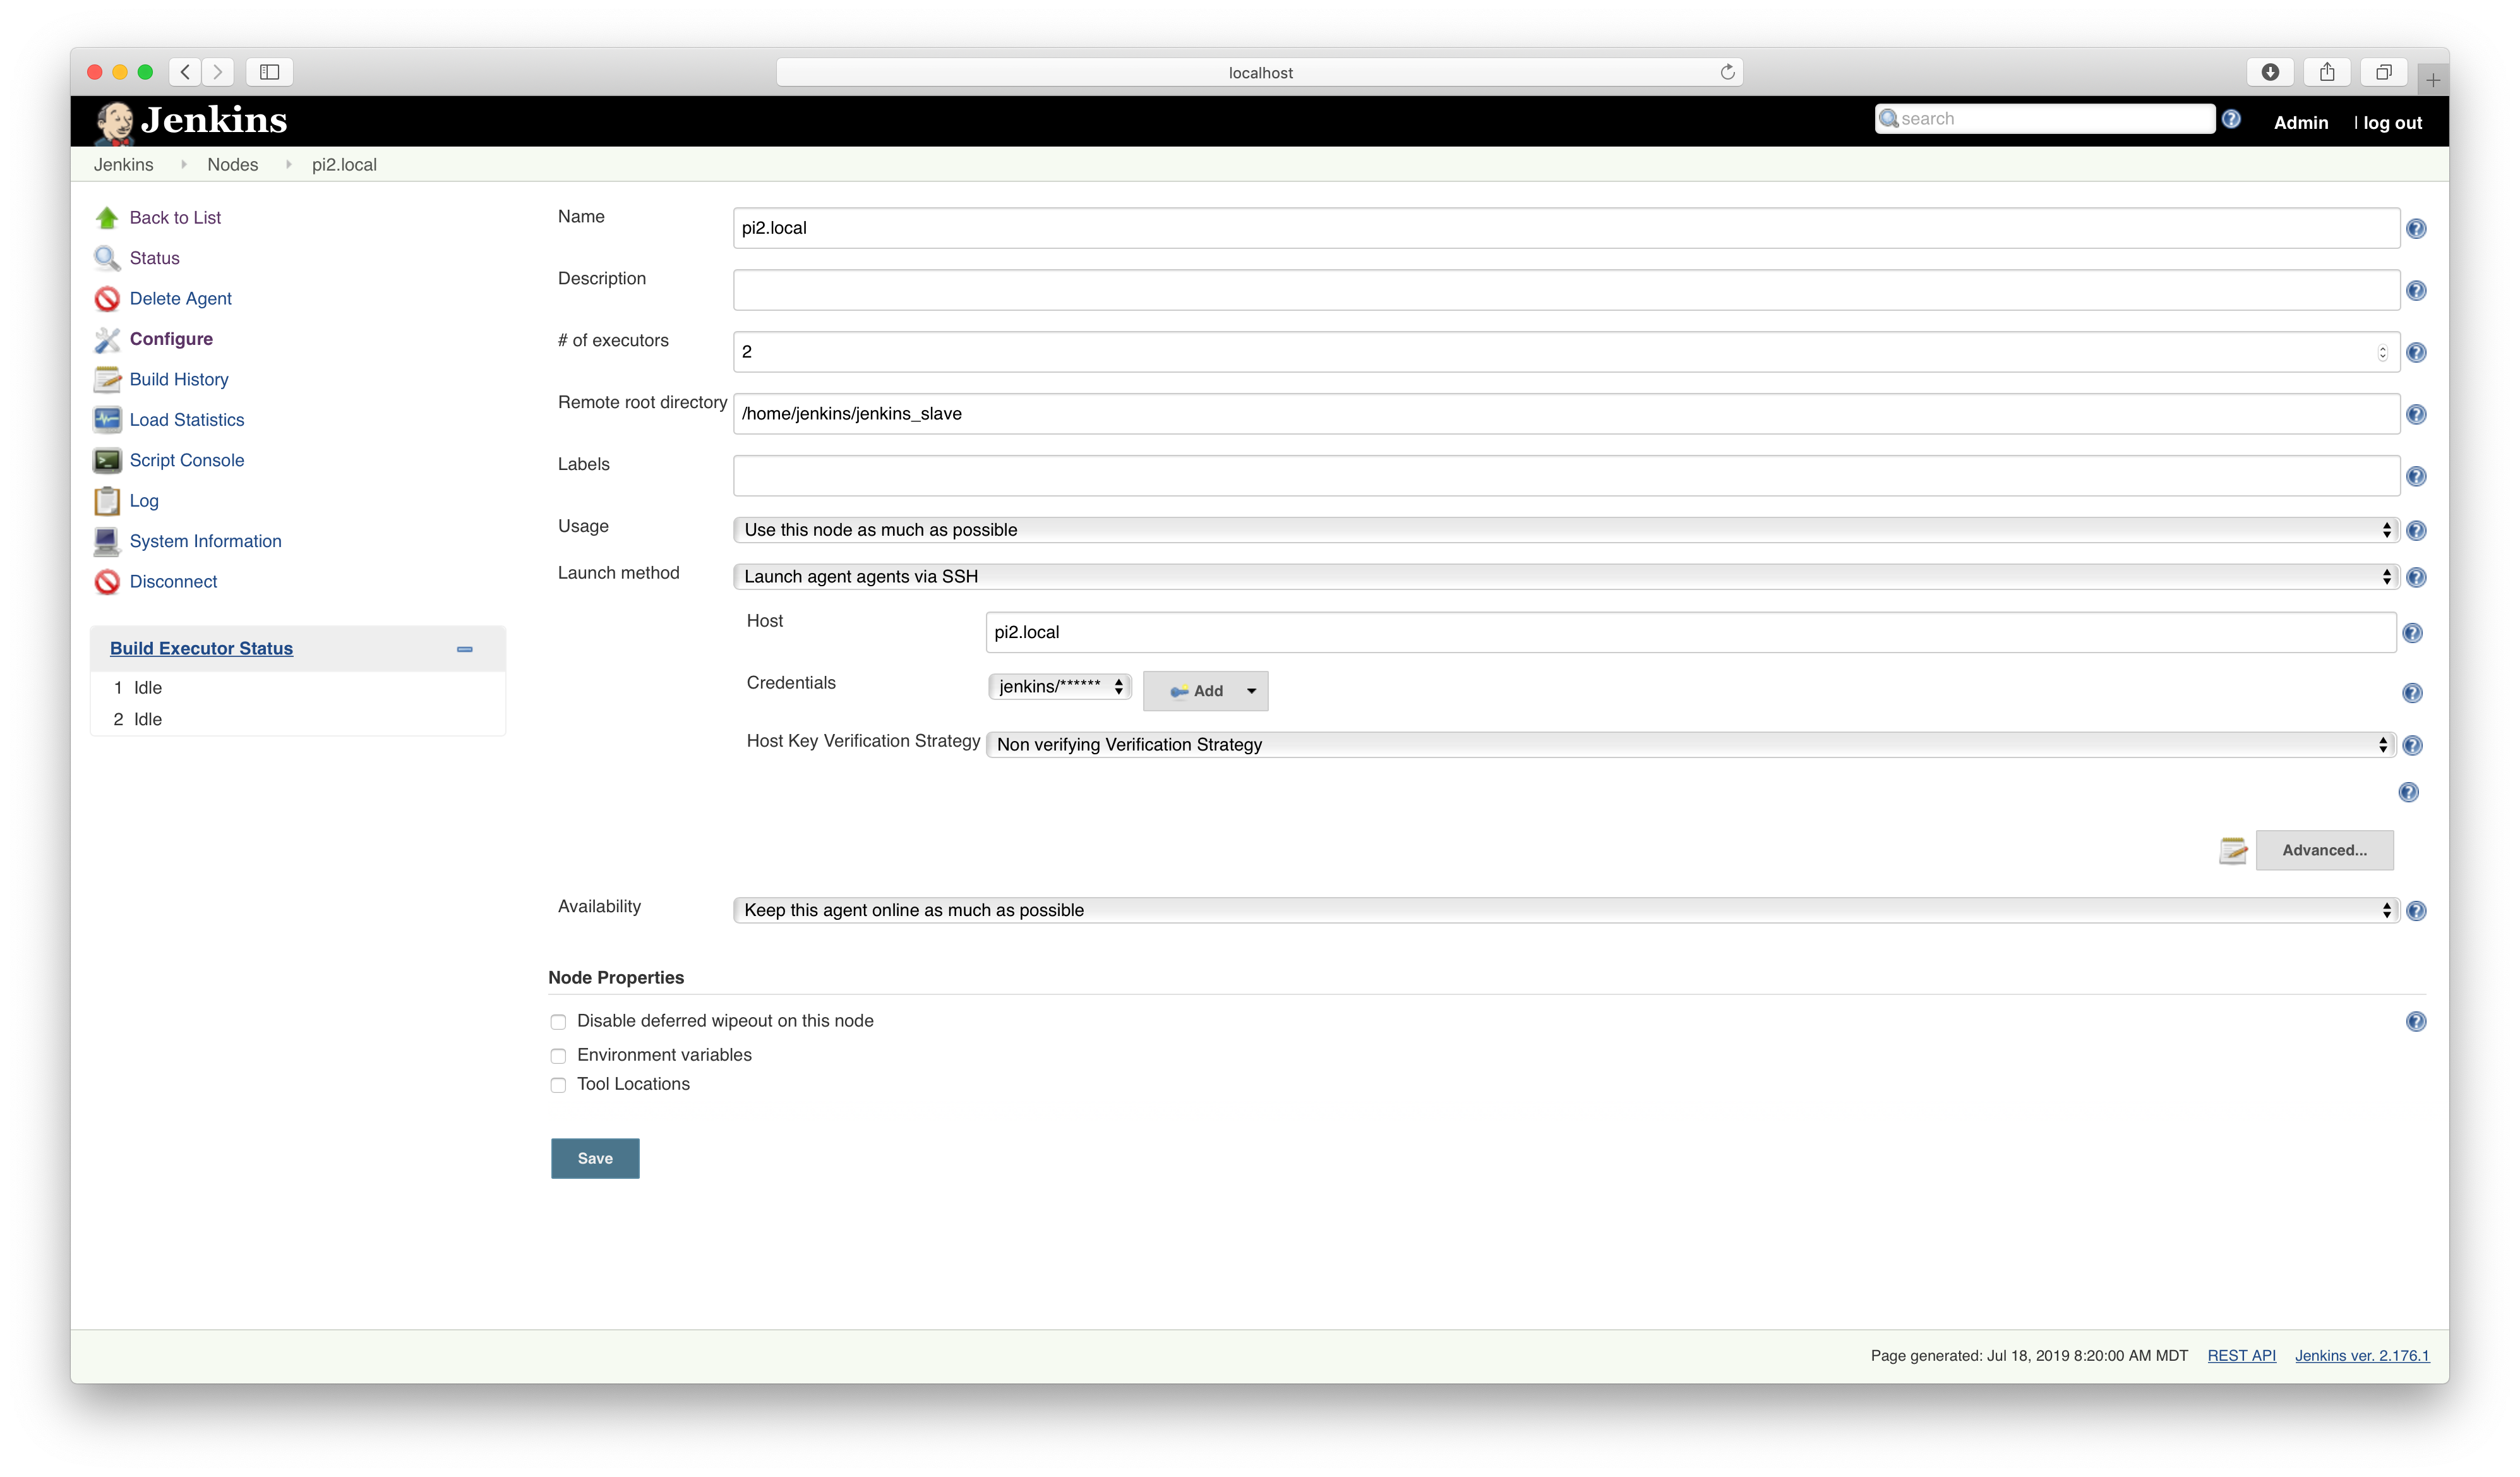 localhost
Jenkins
search
Admin
| log out
Jenkins
Nodes
pi2.local
Back to List
Status
Delete Agent
Configure
Build History
Load Statistics
Script Console
Log
System Information
Disconnect
Build Executor Status
1 Idle
2 Idle
Name
pi2.local
Description
# of executors
2
Remote root directory
/home/jenkins/jenkins_slave
Labels
Usage
Use this node as much as possible
Launch method
Launch agent agents via SSH
Host
pi2.local
Credentials
jenkins/******
Add
Host Key Verification Strategy
Non verifying Verification Strategy
Advanced...
Availability
Keep this agent online as much as possible
Node Properties
Disable deferred wipeout on this node
Environment variables
Tool Locations
Save
Page generated: Jul 18, 2019 8:20:00 AM MDT
REST API
Jenkins ver. 2.176.1